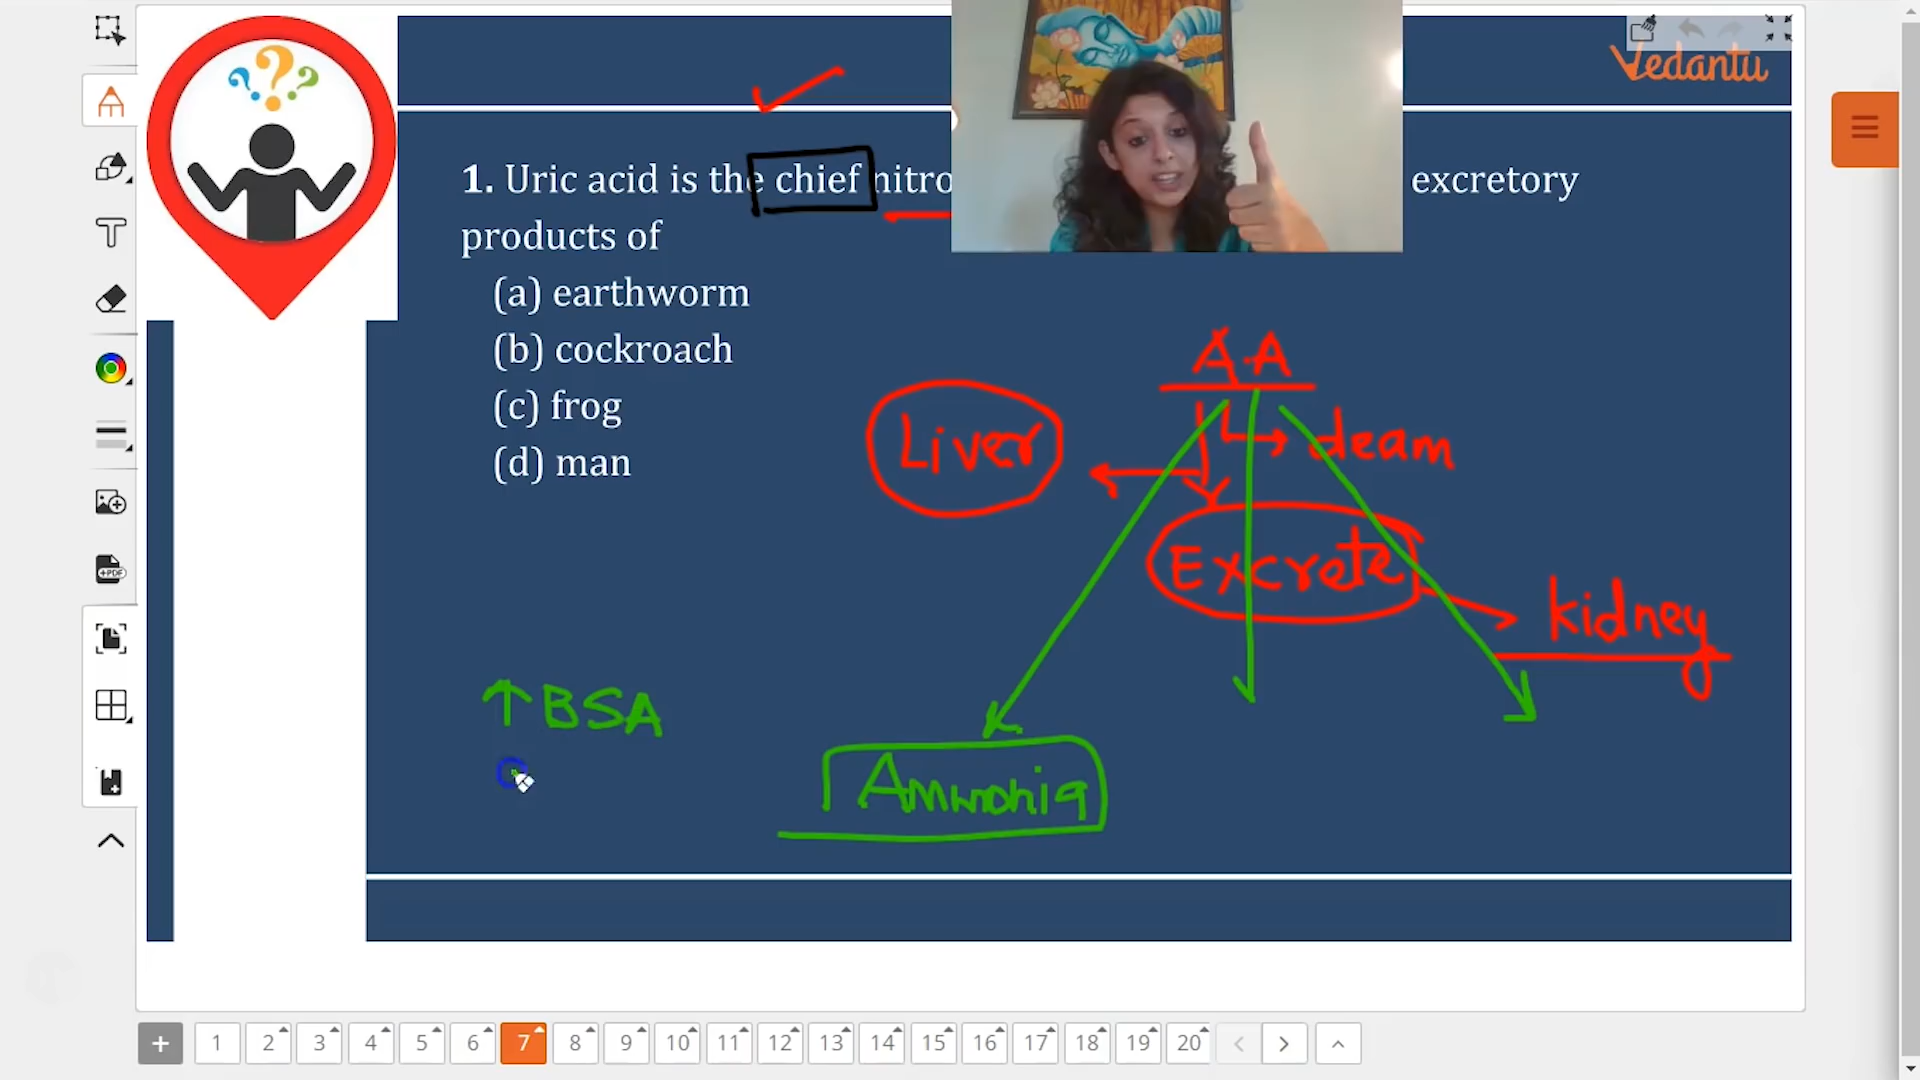 Vedantu
1. Uric acid is the chief nitro excretory
products of
(a) earthworm
(b) cockroach
(c) frog
(d) man
A.A
Liver
deam
Excrete
kidney
↑ BSA
Ammonia
+PDF
1 2 3 4 5 6 7 8 9 10 11 12 13 14 15 16 17 18 19 20